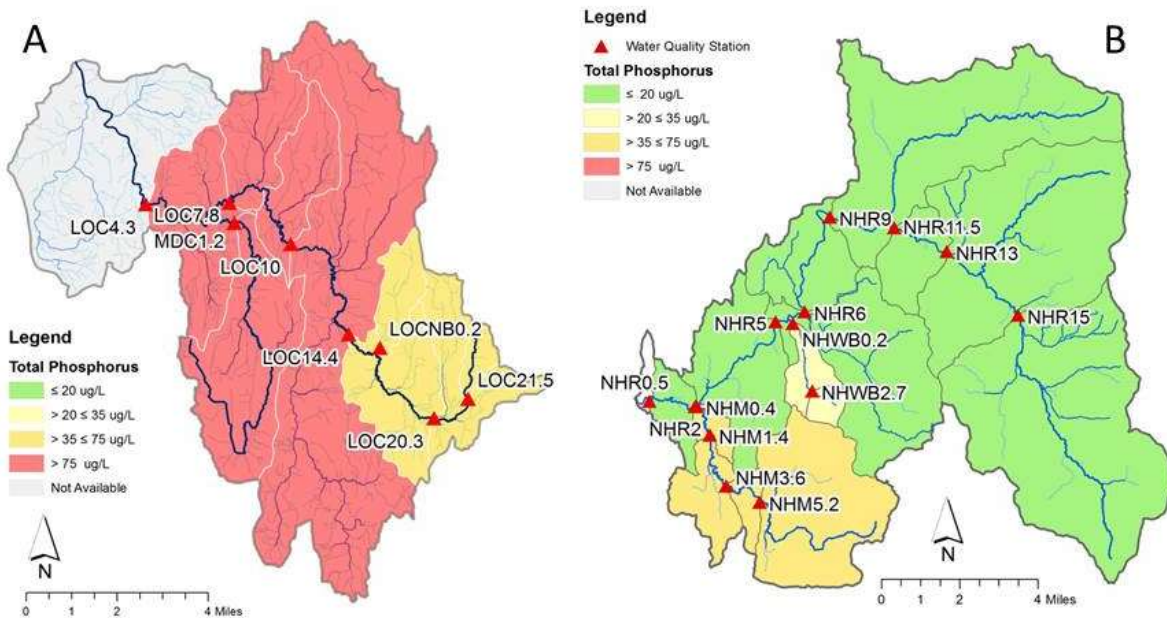 A
LOC4.3
LOC7.8
MDC1.2
LOC10
LOC14.4
LOCNB0.2
LOC21.5
LOC20.3
Legend
Total Phosphorus
≤ 20 ug/L
> 20 ≤ 35 ug/L
> 35 ≤ 75 ug/L
> 75 ug/L
Not Available
N
0 1 2 4 Miles
Legend
Water Quality Station
Total Phosphorus
≤ 20 ug/L
> 20 ≤ 35 ug/L
> 35 ≤ 75 ug/L
> 75 ug/L
Not Available
B
NHR9
NHR11.5
NHR13
NHR15
NHR6
NHR5
NHWB0.2
NHR0.5
NHWB2.7
NHM0.4
NHR2
NHM1.4
NHM3.6
NHM5.2
N
0 1 2 4 Miles